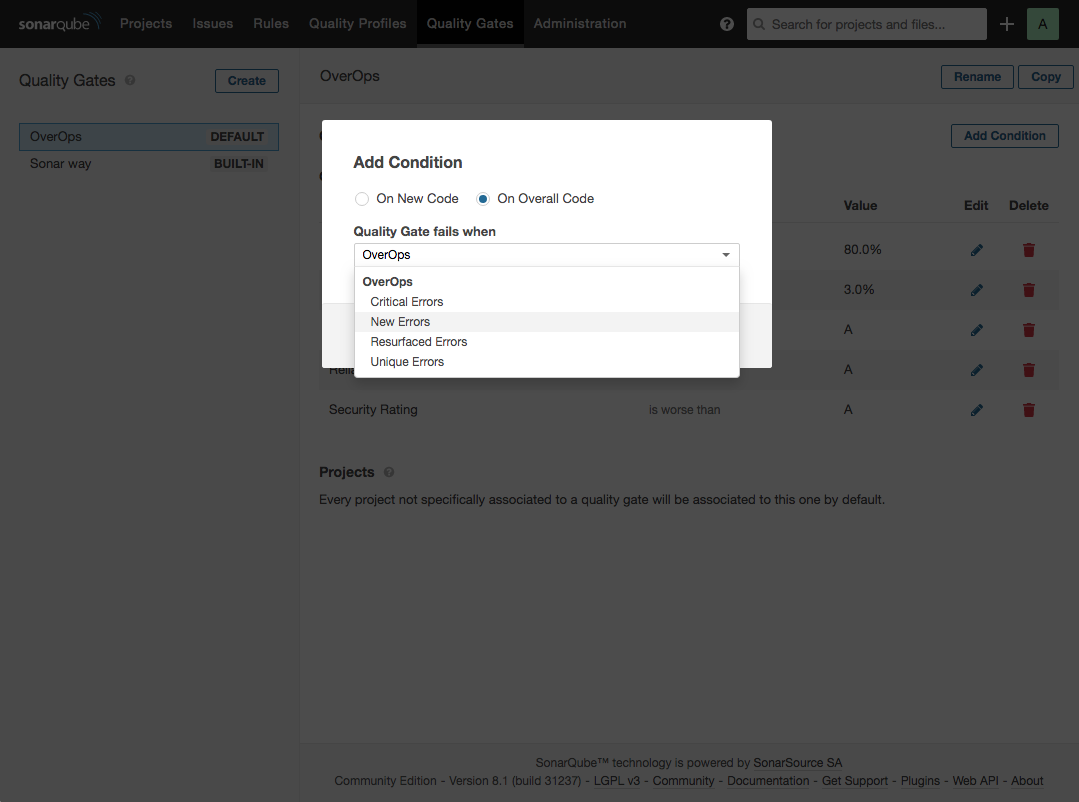 sonarqube Projects Issues Rules Quality Profiles Quality Gates Administration ? Search for projects and files... + A
Quality Gates ? Create
OverOps Rename Copy
OverOps DEFAULT
Sonar way BUILT-IN
Add Condition
Add Condition
On New Code On Overall Code
Value Edit Delete
Quality Gate fails when
OverOps
80.0%
OverOps
3.0%
Critical Errors
New Errors
A
Resurfaced Errors
Unique Errors
A
Security Rating is worse than A
Projects ?
Every project not specifically associated to a quality gate will be associated to this one by default.
SonarQube™ technology is powered by SonarSource SA
Community Edition - Version 8.1 (build 31237) - LGPL v3 - Community - Documentation - Get Support - Plugins - Web API - About